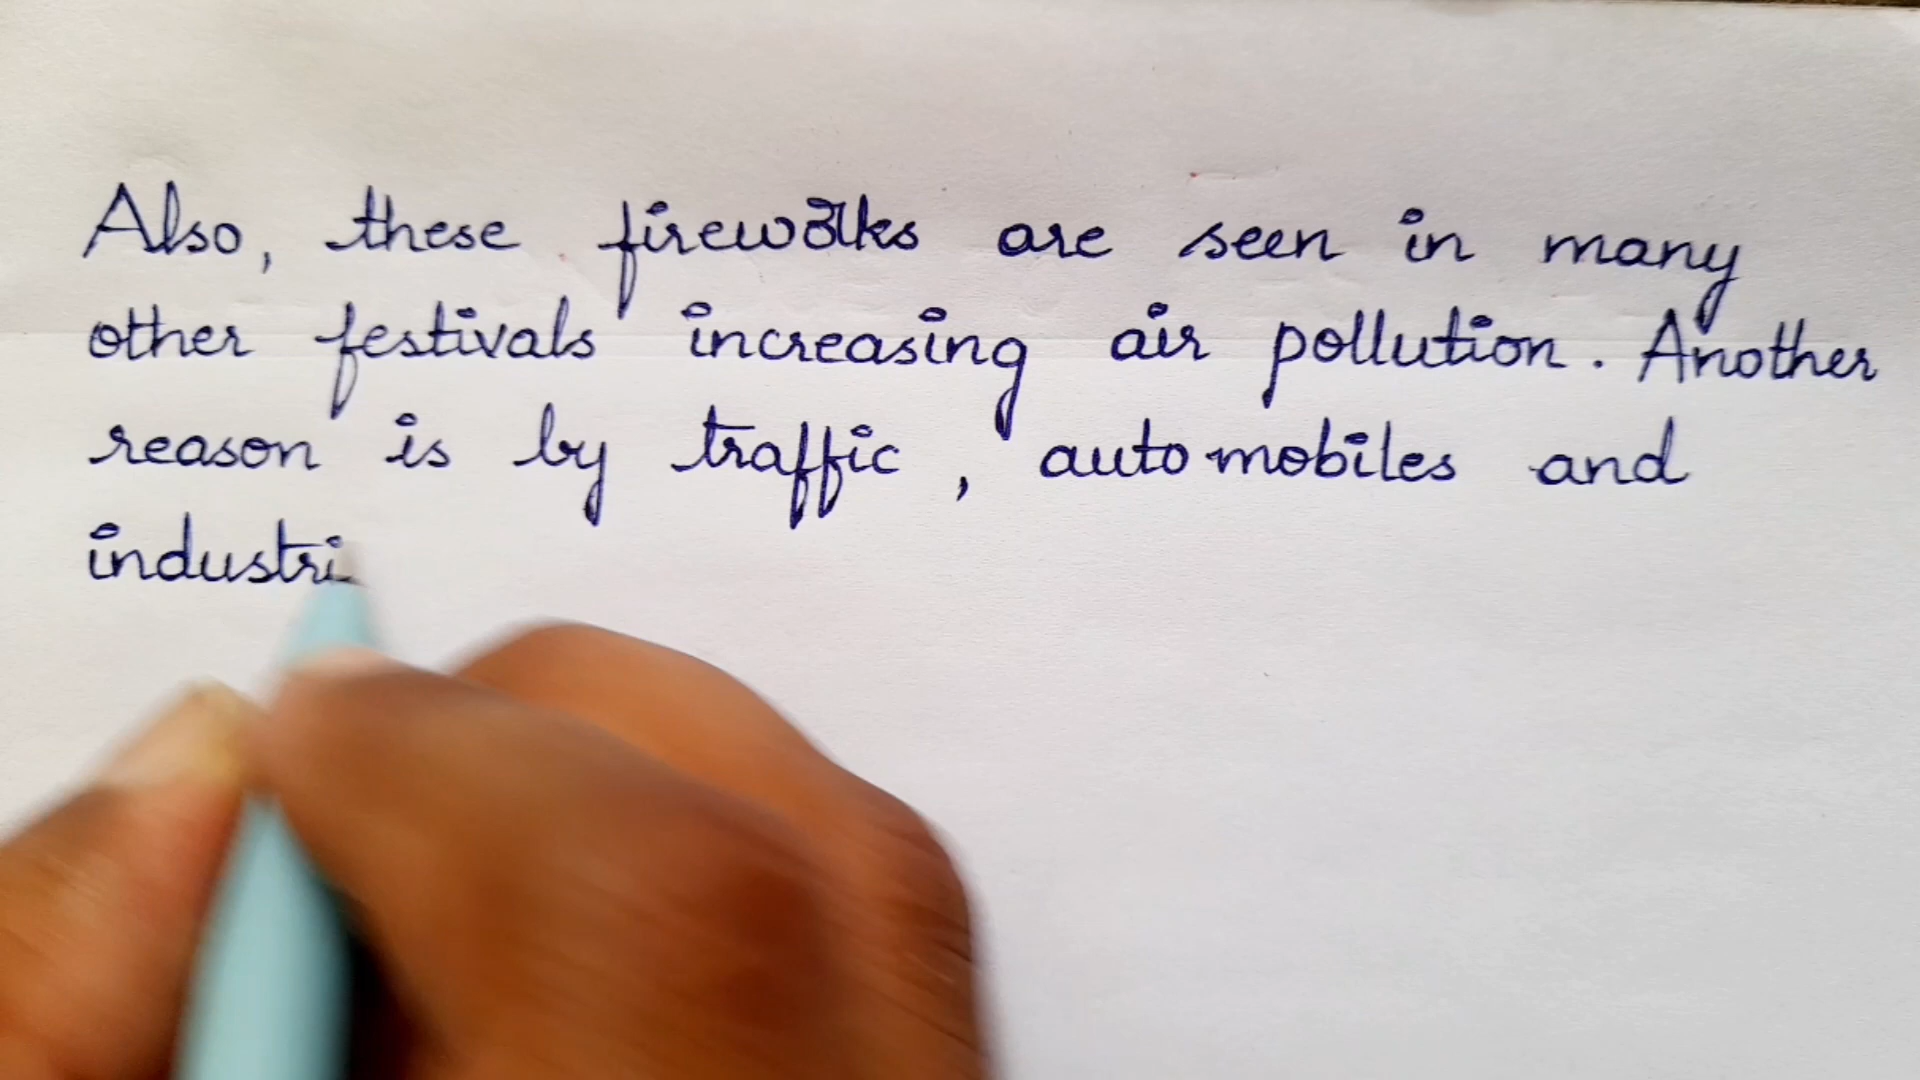 Also, these fireworks are seen in many
other festivals increasing air pollution. Another
reason is by traffic, automobiles and
industri